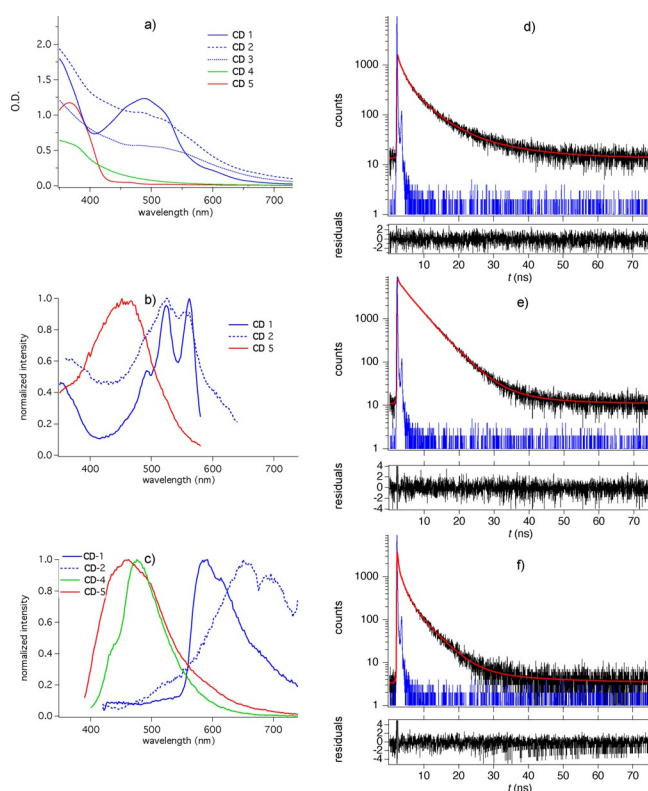 a)
O.D.
2.0
1.5
1.0
0.5
0.0
CD 1
CD 2
CD 3
CD 4
CD 5
400 500 600 700
wavelength (nm)
b)
normalized intensity
1.0
0.8
0.6
0.4
0.2
0.0
CD 1
CD 2
CD 5
400 500 600 700
wavelength (nm)
c)
normalized intensity
1.0
0.8
0.6
0.4
0.2
0.0
CD-1
CD-2
CD-4
CD-5
400 500 600 700
wavelength (nm)
d)
counts
1000
100
10
1
residuals
2
0
-2
10 20 30 40 50 60 70
t (ns)
e)
counts
1000
100
10
1
residuals
4
2
0
-2
-4
10 20 30 40 50 60 70
t (ns)
f)
counts
1000
100
10
1
residuals
4
2
0
-2
-4
10 20 30 40 50 60 70
t (ns)